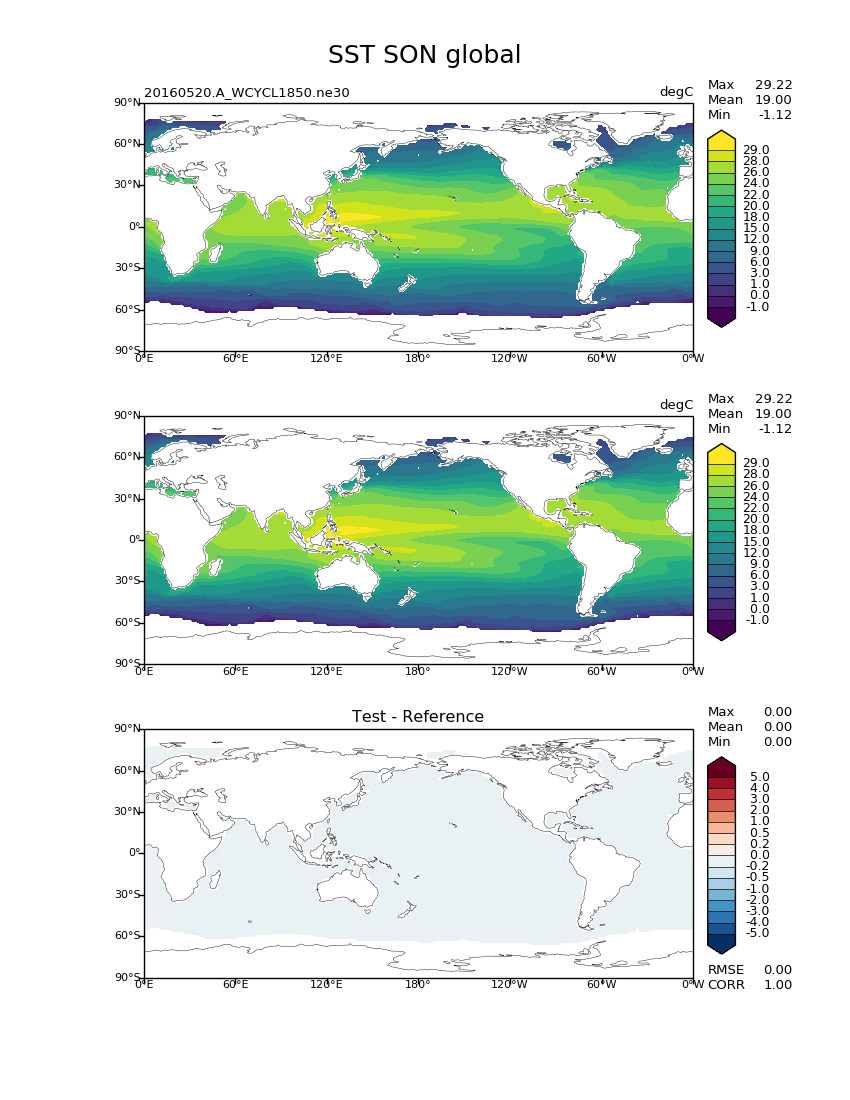 SST SON global
20160520.A_WCYCL1850.ne30
degC
Max 29.22
Mean 19.00
Min -1.12
90°N
60°N
30°N
0°
30°S
60°S
90°S
0°E 60°E 120°E 180° 120°W 60°W 0°W
29.0
28.0
26.0
24.0
22.0
20.0
18.0
15.0
12.0
9.0
6.0
3.0
1.0
0.0
-1.0
degC
Max 29.22
Mean 19.00
Min -1.12
90°N
60°N
30°N
0°
30°S
60°S
90°S
0°E 60°E 120°E 180° 120°W 60°W 0°W
29.0
28.0
26.0
24.0
22.0
20.0
18.0
15.0
12.0
9.0
6.0
3.0
1.0
0.0
-1.0
Test - Reference
Max 0.00
Mean 0.00
Min 0.00
90°N
60°N
30°N
0°
30°S
60°S
90°S
0°E 60°E 120°E 180° 120°W 60°W 0°W
5.0
4.0
3.0
2.0
1.0
0.5
0.2
0.0
-0.2
-0.5
-1.0
-2.0
-3.0
-4.0
-5.0
RMSE 0.00
CORR 1.00